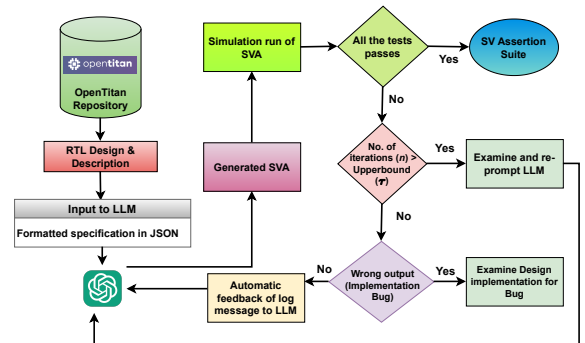 opentitan
OpenTitan
Repository
RTL Design &
Description
Input to LLM
Formatted specification in JSON
Generated SVA
Simulation run of
SVA
All the tests
passes
Yes
SV Assertion
Suite
No
No. of
iterations (n) >
Upperbound
(τ)
Yes
Examine and re-
prompt LLM
No
Wrong output
(Implementation
Bug)
Yes
Examine Design
implementation for
Bug
No
Automatic
feedback of log
message to LLM